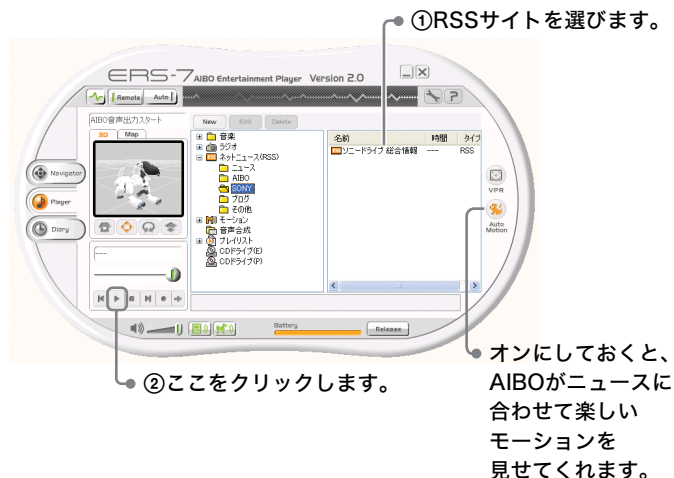 ①RSSサイトを選びます。
ERS-7 AIBO Entertainment Player Version 2.0
Remote Auto
AIBO音声出力スタート
3D Map
New Edit Delete
音楽
ラジオ
ネットニュース(RSS)
ニュース
AIBO
SONY
ブログ
その他
モーション
音声合成
プレイリスト
CDドライブ(E)
CDドライブ(P)
名前 時間 タイプ
ソニードライブ 総合情報 --- RSS
Navigator
Player
Diary
VPR
Auto
Motion
Battery
Release
②ここをクリックします。
オンにしておくと、
AIBOがニュースに
合わせて楽しい
モーションを
見せてくれます。